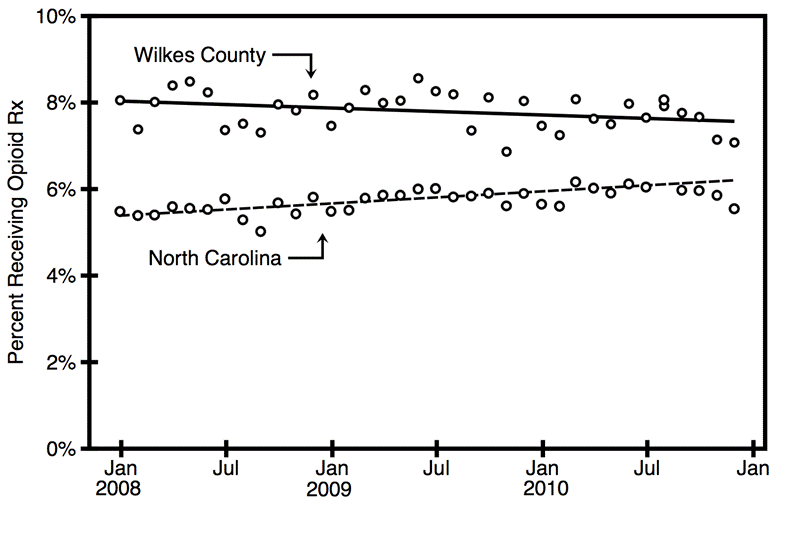 10%
Wilkes County
8%
6%
North Carolina
4%
2%
0%
Percent Receiving Opioid Rx
Jan Jul Jan Jul Jan Jul Jan
2008 2009 2010